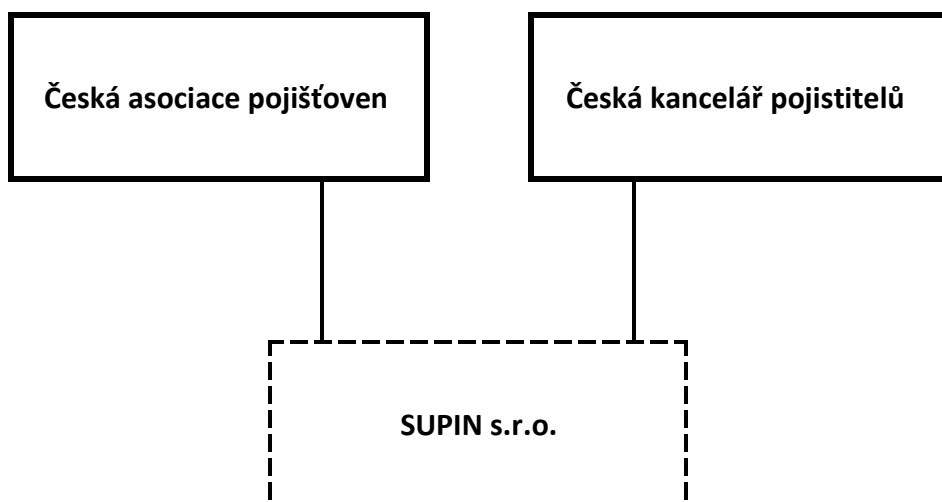 Česká asociace pojišťoven
Česká kancelář pojistitelů
SUPIN s.r.o.